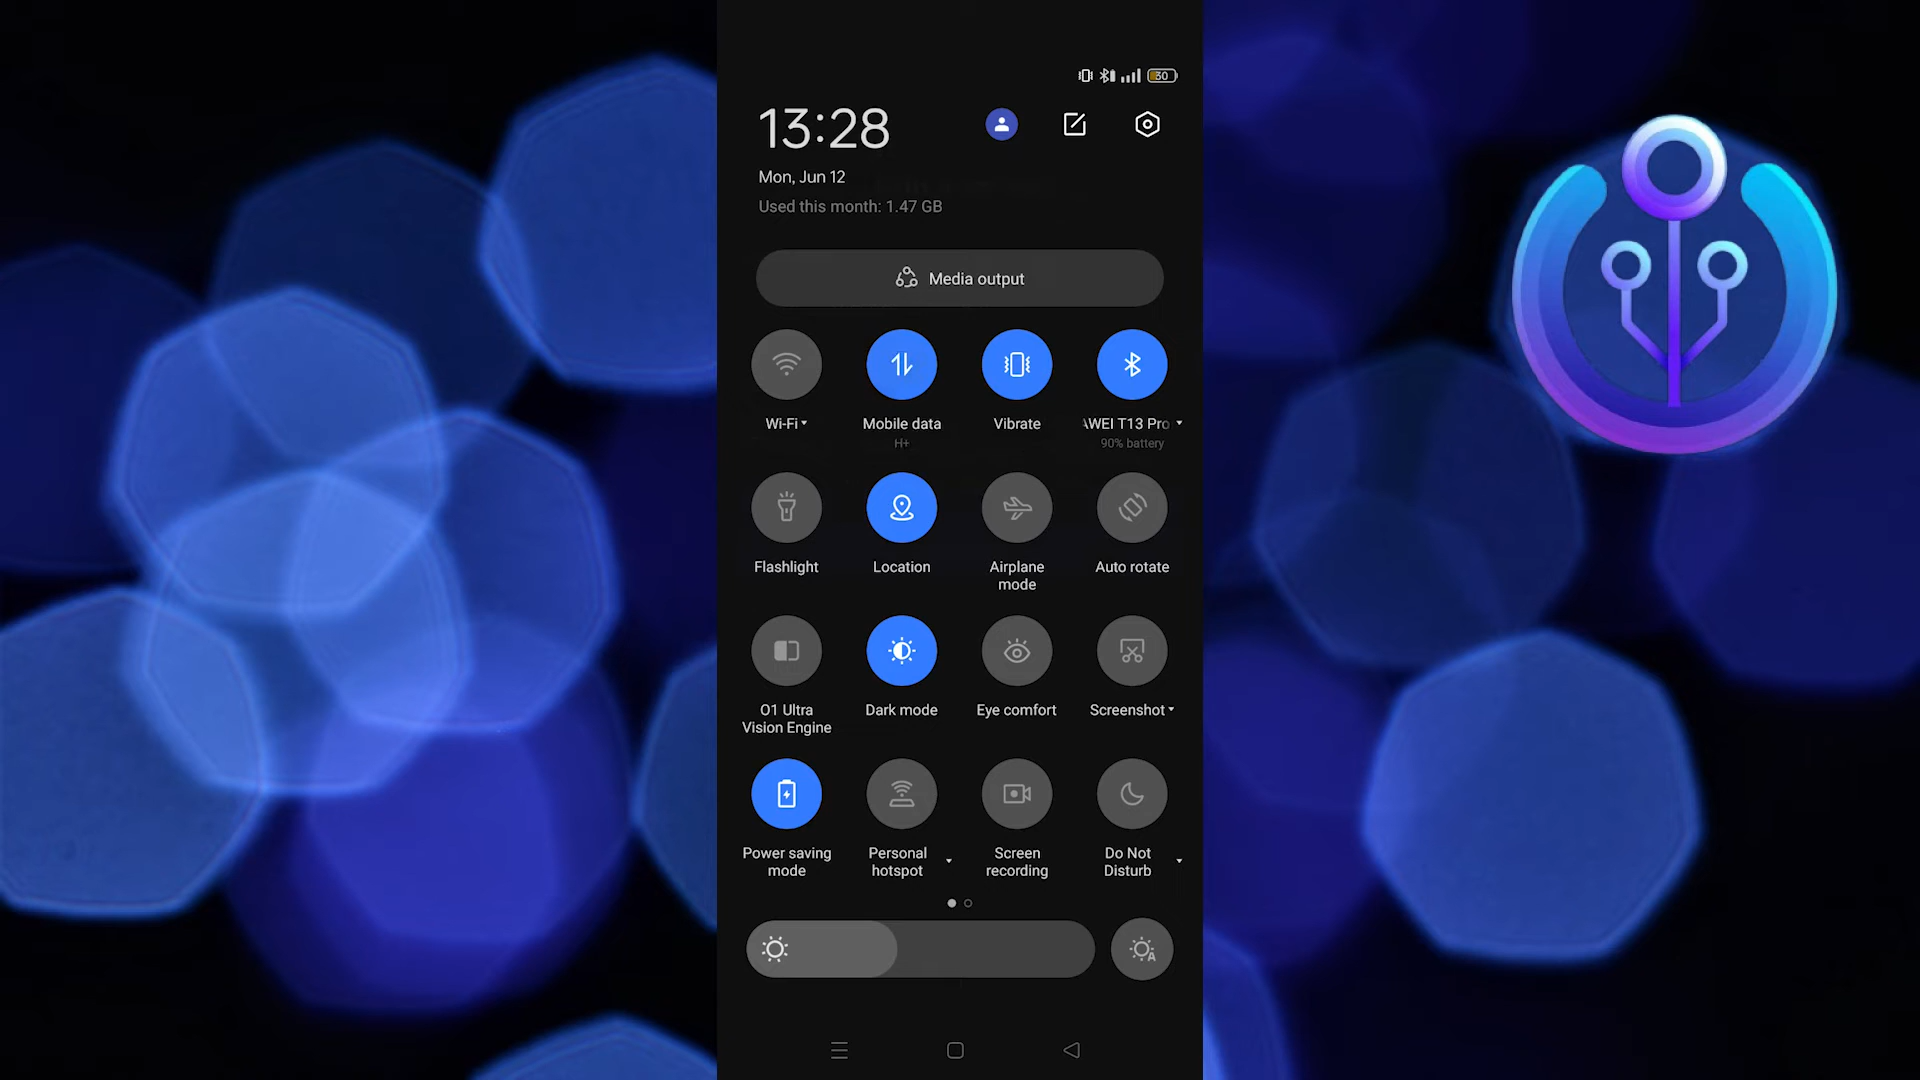 30
13:28
Mon, Jun 12
Used this month: 1.47 GB
Media output
Wi-Fi
Mobile data
H+
Vibrate
WEI T13 Pro
90% battery
Flashlight
Location
Airplane
mode
Auto rotate
O1 Ultra
Vision Engine
Dark mode
Eye comfort
Screenshot
Power saving
mode
Personal
hotspot
Screen
recording
Do Not
Disturb
A